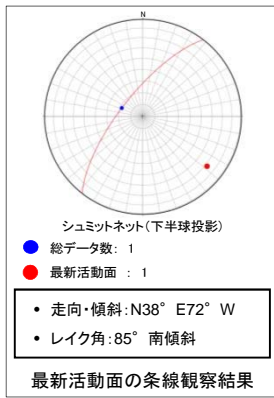 N
シュミットネット(下半球投影)
総データ数: 1
最新活動面 : 1
• 走向・傾斜:N38° E72° W
• レイク角:85° 南傾斜
最新活動面の条線観察結果